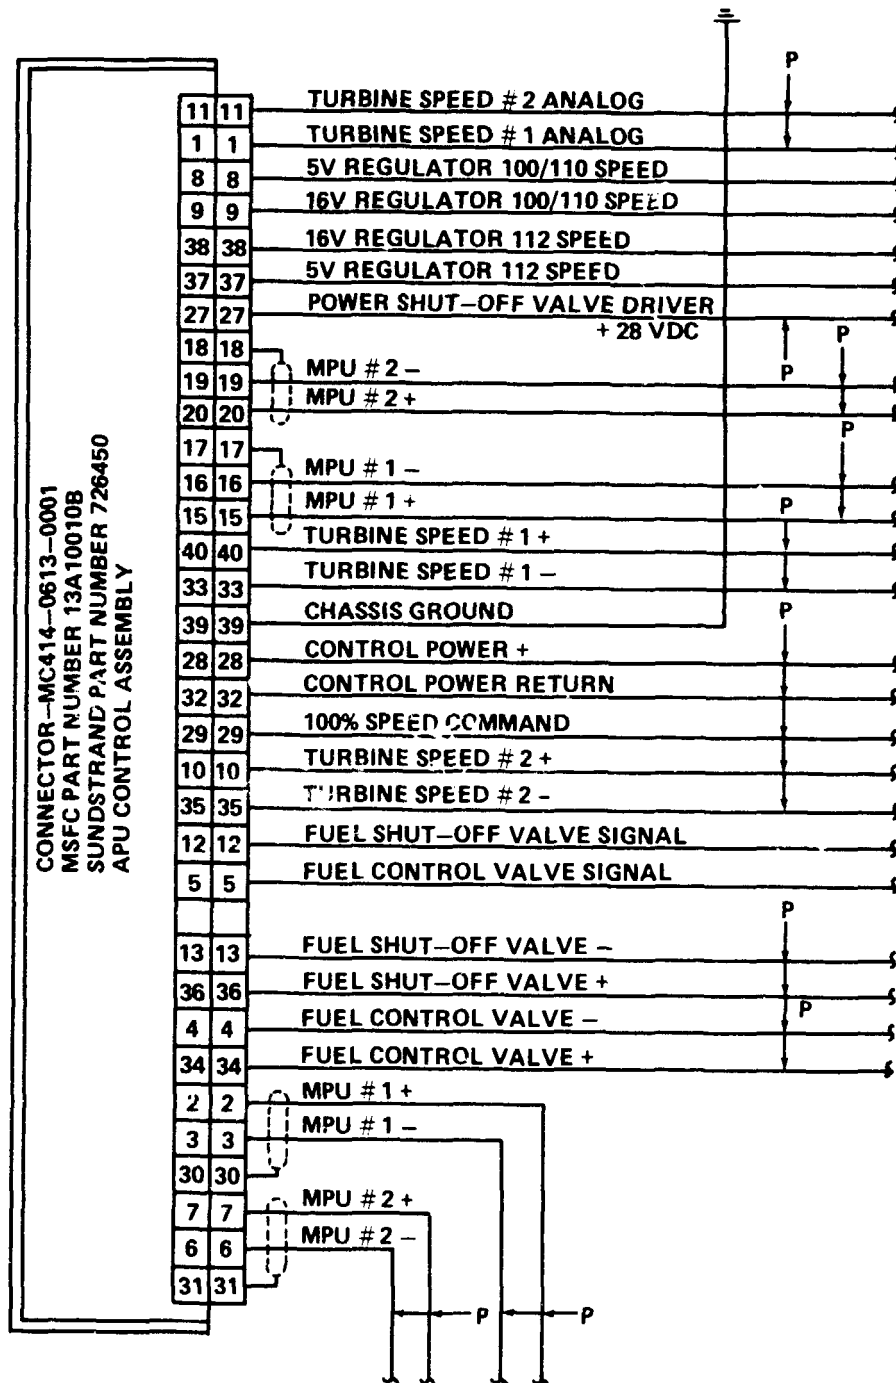 CONNECTOR—MC414—0613—0001
MSFC PART NUMBER 13A10010B
SUNDSTRAND PART NUMBER 726450
APU CONTROL ASSEMBLY
P
11 11 TURBINE SPEED #2 ANALOG
1 1 TURBINE SPEED #1 ANALOG
8 8 5V REGULATOR 100/110 SPEED
9 9 16V REGULATOR 100/110 SPEED
38 38 16V REGULATOR 112 SPEED
37 37 5V REGULATOR 112 SPEED
27 27 POWER SHUT—OFF VALVE DRIVER
+ 28 VDC
P
18 18
P
19 19 MPU #2 —
20 20 MPU #2 +
P
17 17
16 16 MPU #1 —
15 15 MPU #1 +
P
40 40 TURBINE SPEED #1 +
33 33 TURBINE SPEED #1 —
39 39 CHASSIS GROUND
P
28 28 CONTROL POWER +
32 32 CONTROL POWER RETURN
29 29 100% SPEED COMMAND
10 10 TURBINE SPEED #2 +
35 35 TURBINE SPEED #2 -
12 12 FUEL SHUT—OFF VALVE SIGNAL
5 5 FUEL CONTROL VALVE SIGNAL
P
13 13 FUEL SHUT—OFF VALVE —
36 36 FUEL SHUT—OFF VALVE +
P
4 4 FUEL CONTROL VALVE —
34 34 FUEL CONTROL VALVE +
2 2 MPU #1 +
3 3 MPU #1 —
30 30
7 7 MPU #2 +
6 6 MPU #2 —
31 31
P P